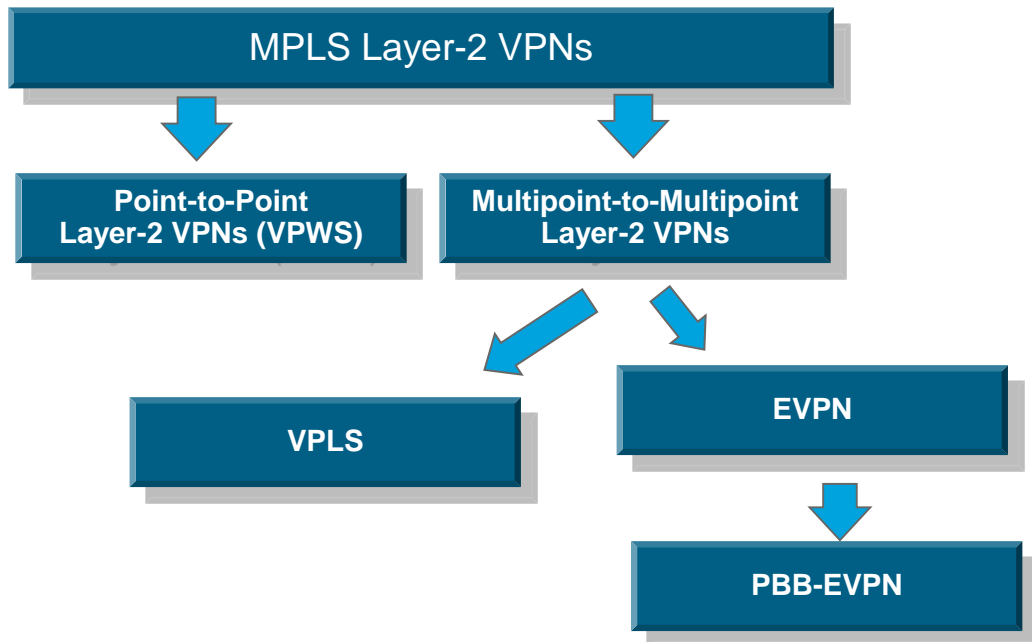 MPLS Layer-2 VPNs
Point-to-Point
Layer-2 VPNs (VPWS)
Multipoint-to-Multipoint
Layer-2 VPNs
VPLS
EVPN
PBB-EVPN